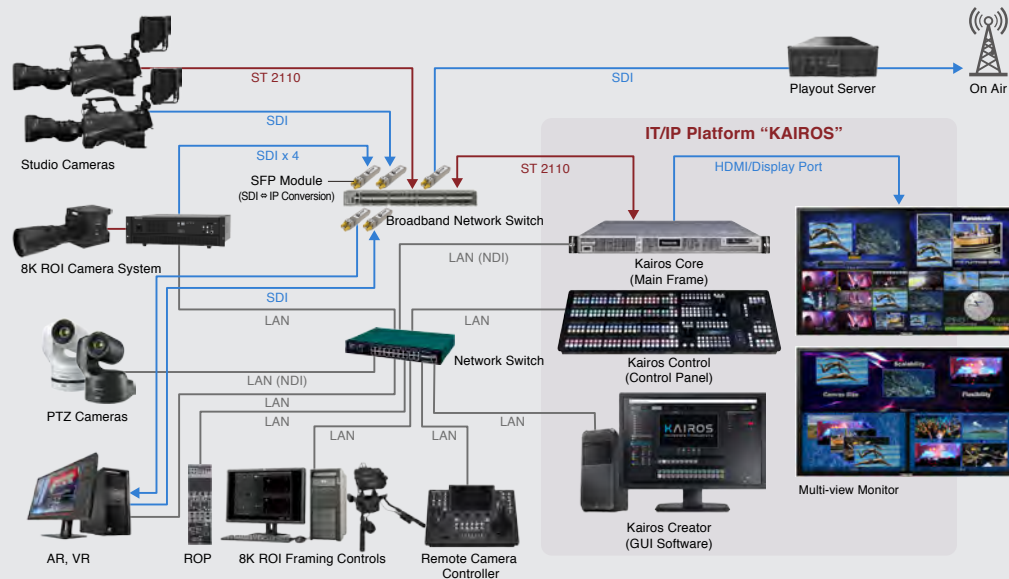 ST 2110
SDI
Playout Server
On Air
Studio Cameras
SDI
SDI x 4
SFP Module
(SDI ⇔ IP Conversion)
Broadband Network Switch
ST 2110
IT/IP Platform “KAIROS”
HDMI/Display Port
8K ROI Camera System
LAN (NDI)
Kairos Core
(Main Frame)
Panasonic
SDI
LAN
LAN
Network Switch
Kairos Control
(Control Panel)
PTZ Cameras
LAN (NDI)
LAN
LAN
LAN
LAN
LAN
KAIROS
Scalability
Canvas Size
Flexibility
Multi-view Monitor
AR, VR
ROP
8K ROI Framing Controls
Remote Camera
Controller
Kairos Creator
(GUI Software)